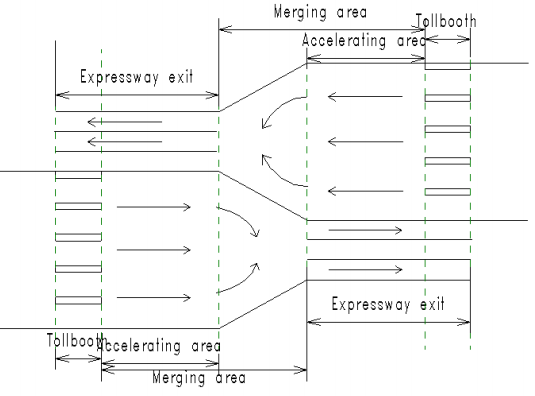 Merging area
Tollbooth
Accelerating area
Expressway exit
Expressway exit
Tollbooth
Accelerating area
Merging area